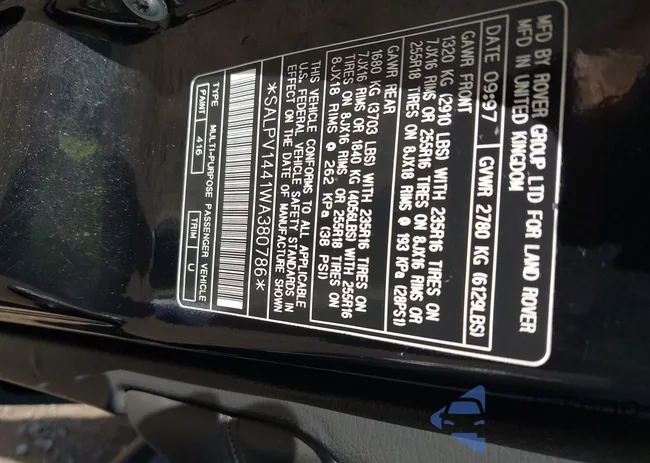 MFD BY ROVER GROUP LTD FOR LAND ROVER
MFD IN UNITED KINGDOM
DATE 09:97 GVWR 2780 KG (6129LBS)
GAWR FRONT
1320 KG (2910 LBS) WITH 235R16 TIRES ON
7JX16 RIMS OR 255R16 TIRES ON 8JX16 RIMS OR
255R18 TIRES ON 8JX18 RIMS @ 193 KPA (28PSI)
GAWR REAR
1680 KG (3703 LBS) WITH 235R16 TIRES ON
7JX16 RIMS OR 1840 KG (4056LBS) WITH 255R16
TIRES ON 8JX16 RIMS OR 255R18 TIRES ON
8JX18 RIMS @ 262 KPA (38 PSI)
THIS VEHICLE CONFORMS TO ALL APPLICABLE
U.S. FEDERAL VEHICLE SAFETY STANDARDS IN
EFFECT ON THE DATE OF MANUFACTURE SHOWN
*SALPV1441WA380786*
TYPE MULTI-PURPOSE PASSENGER VEHICLE
PAINT 416 TRIM U